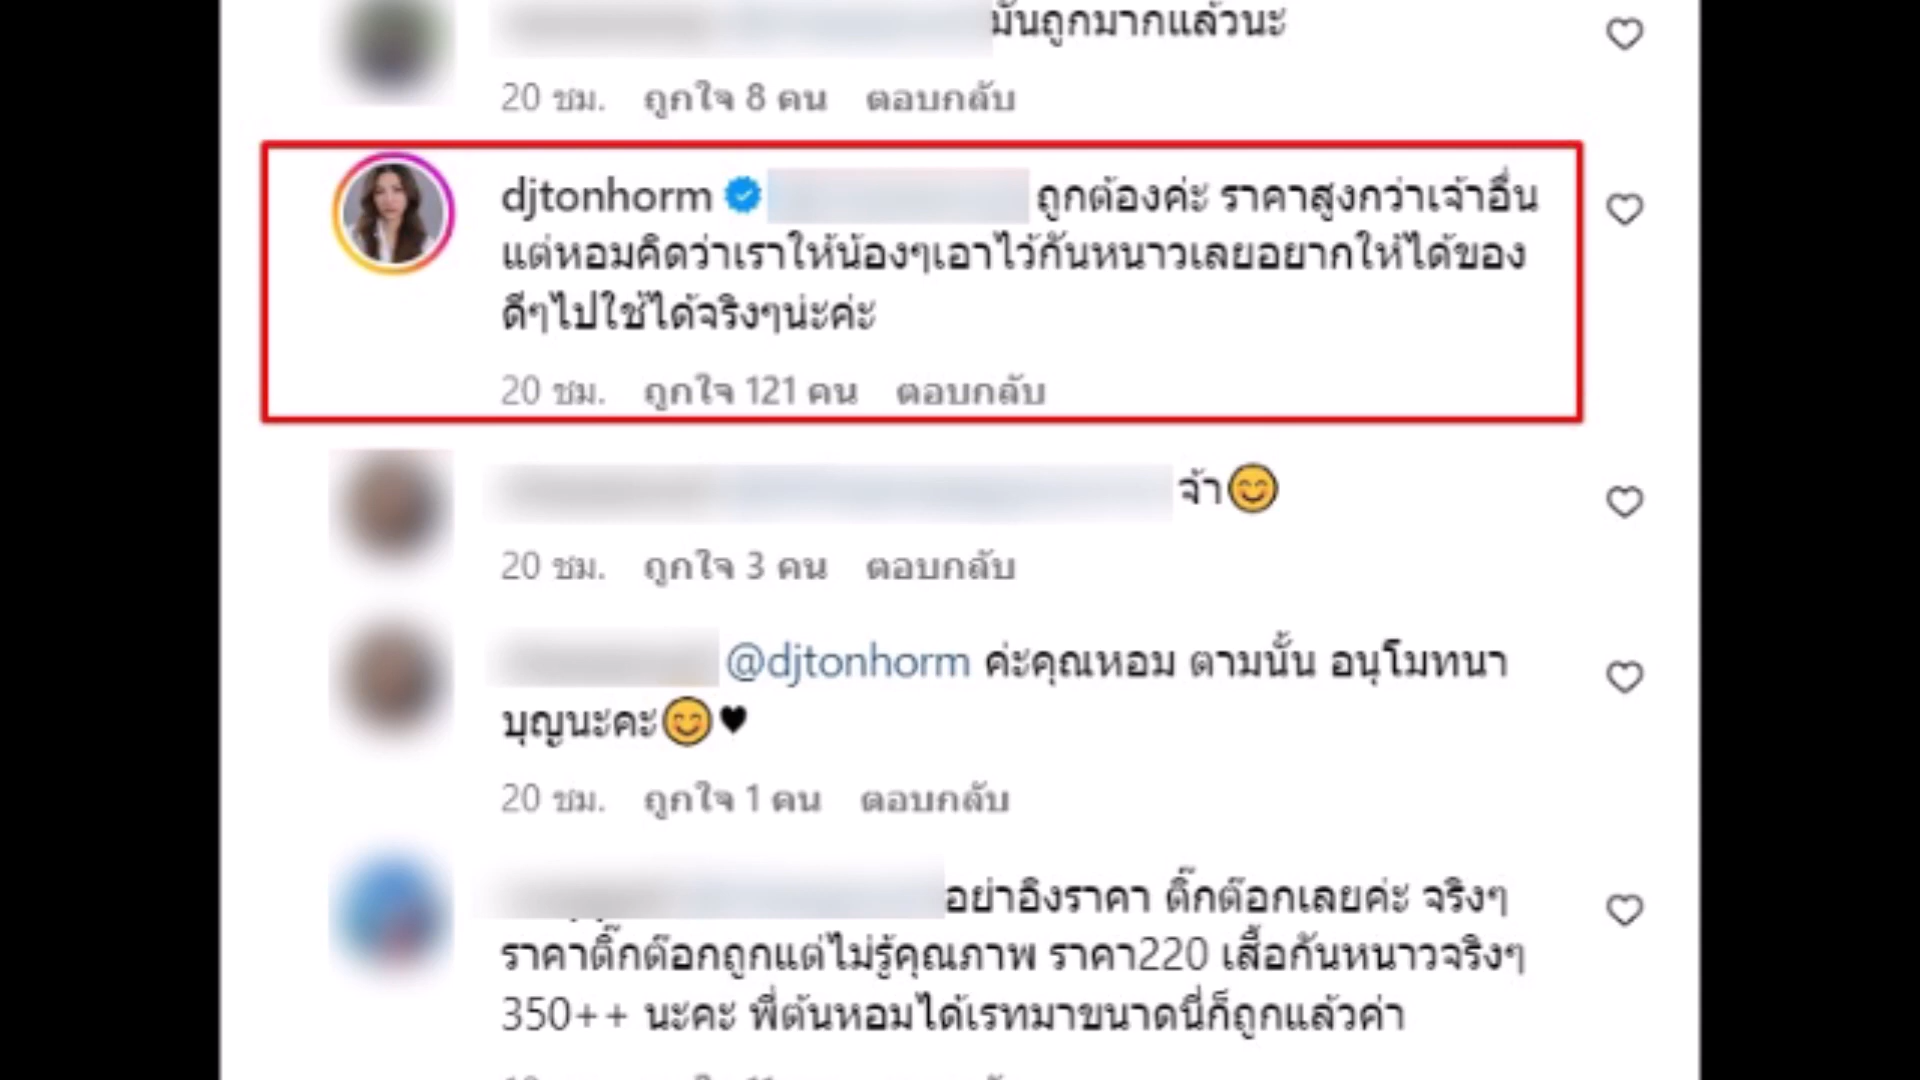 มันถูกมากแล้วนะ
20 ชม. ถูกใจ 8 คน ตอบกลับ
djtonhorm ถูกต้องค่ะ ราคาสูงกว่าเจ้าอื่น
แต่หอมคิดว่าเราให้น้องๆเอาไว้กันหนาวเลยอยากให้ได้ของ
ดีๆไปใช้ได้จริงๆน่ะค่ะ
20 ชม. ถูกใจ 121 คน ตอบกลับ
จ้า😊
20 ชม. ถูกใจ 3 คน ตอบกลับ
@djtonhorm ค่ะคุณหอม ตามนั้น อนุโมทนา
บุญนะคะ😊♥
20 ชม. ถูกใจ 1 คน ตอบกลับ
อย่าอิงราคา ติ๊กต๊อกเลยค่ะ จริงๆ
ราคาติ๊กต๊อกถูกแต่ไม่รู้คุณภาพ ราคา220 เสื้อกันหนาวจริงๆ
350++ นะคะ พี่ต้นหอมได้เรทมาขนาดนี่ก็ถูกแล้วค่า